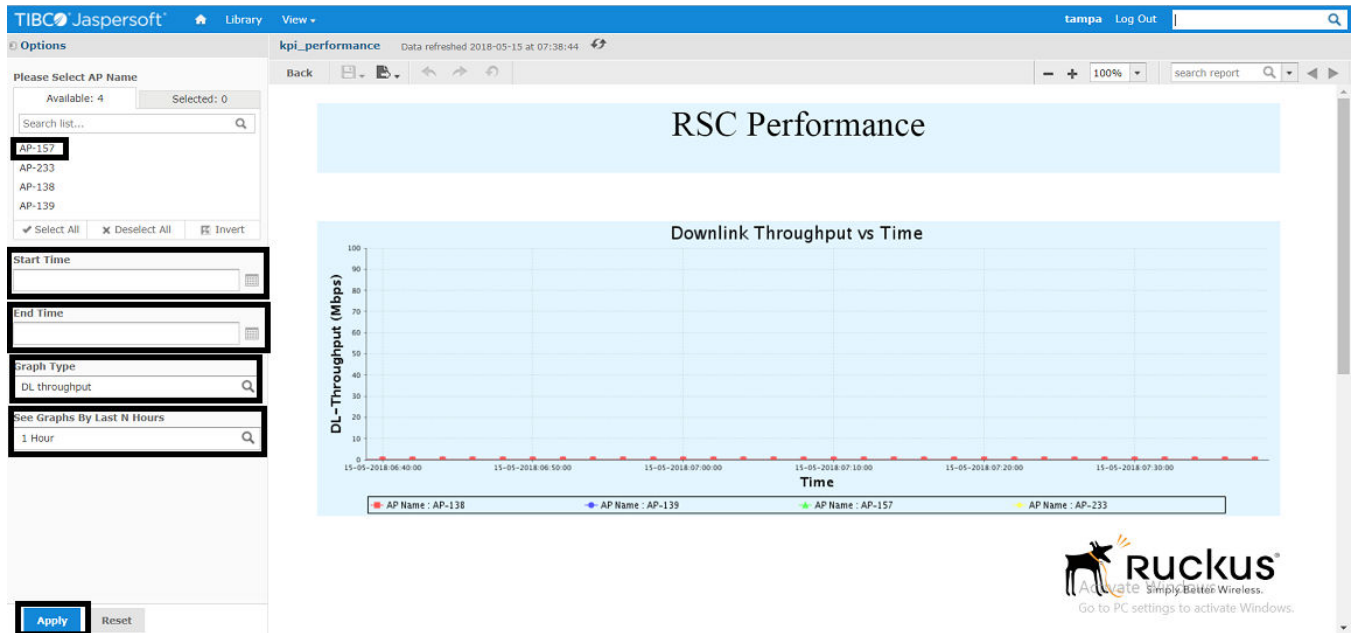 TIBCO Jaspersoft® Library View tampa Log Out
Options
Please Select AP Name
Available: 4 Selected: 0
Search list...
AP-157
AP-233
AP-138
AP-139
Select All Deselect All Invert
Start Time
End Time
Graph Type
DL throughput
See Graphs By Last N Hours
1 Hour
Apply Reset
kpi_performance Data refreshed 2018-05-15 at 07:38:44
Back 100% search report
RSC Performance
Downlink Throughput vs Time
DL-Throughput (Mbps)
100
90
80
70
60
50
40
30
20
10
0
15-05-2018:06:40:00 15-05-2018:06:50:00 15-05-2018:07:00:00 15-05-2018:07:10:00 15-05-2018:07:20:00 15-05-2018:07:30:00
Time
AP Name : AP-138 AP Name : AP-139 AP Name : AP-157 AP Name : AP-233
Ruckus®
Simply Better Wireless.
Activate Windows
Go to PC settings to activate Windows.